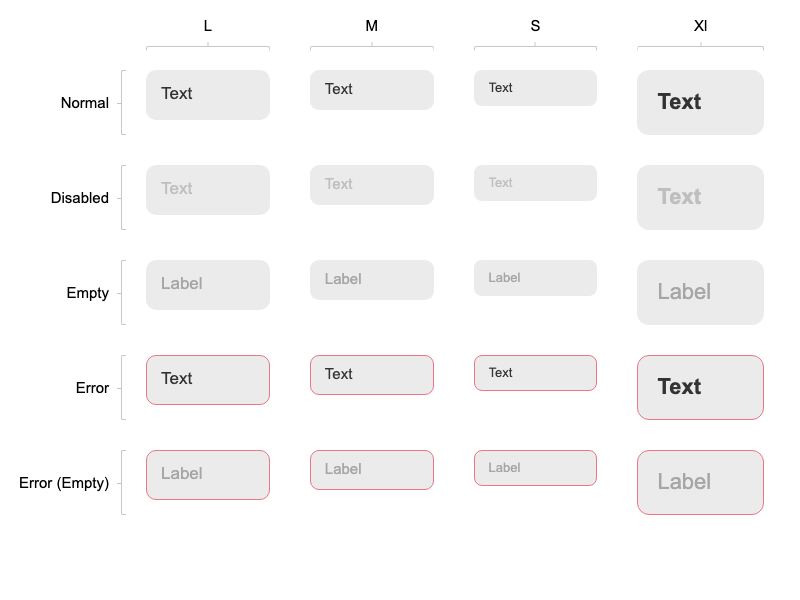 L M S Xl
Normal Text Text Text Text
Disabled Text Text Text Text
Empty Label Label Label Label
Error Text Text Text Text
Error (Empty) Label Label Label Label